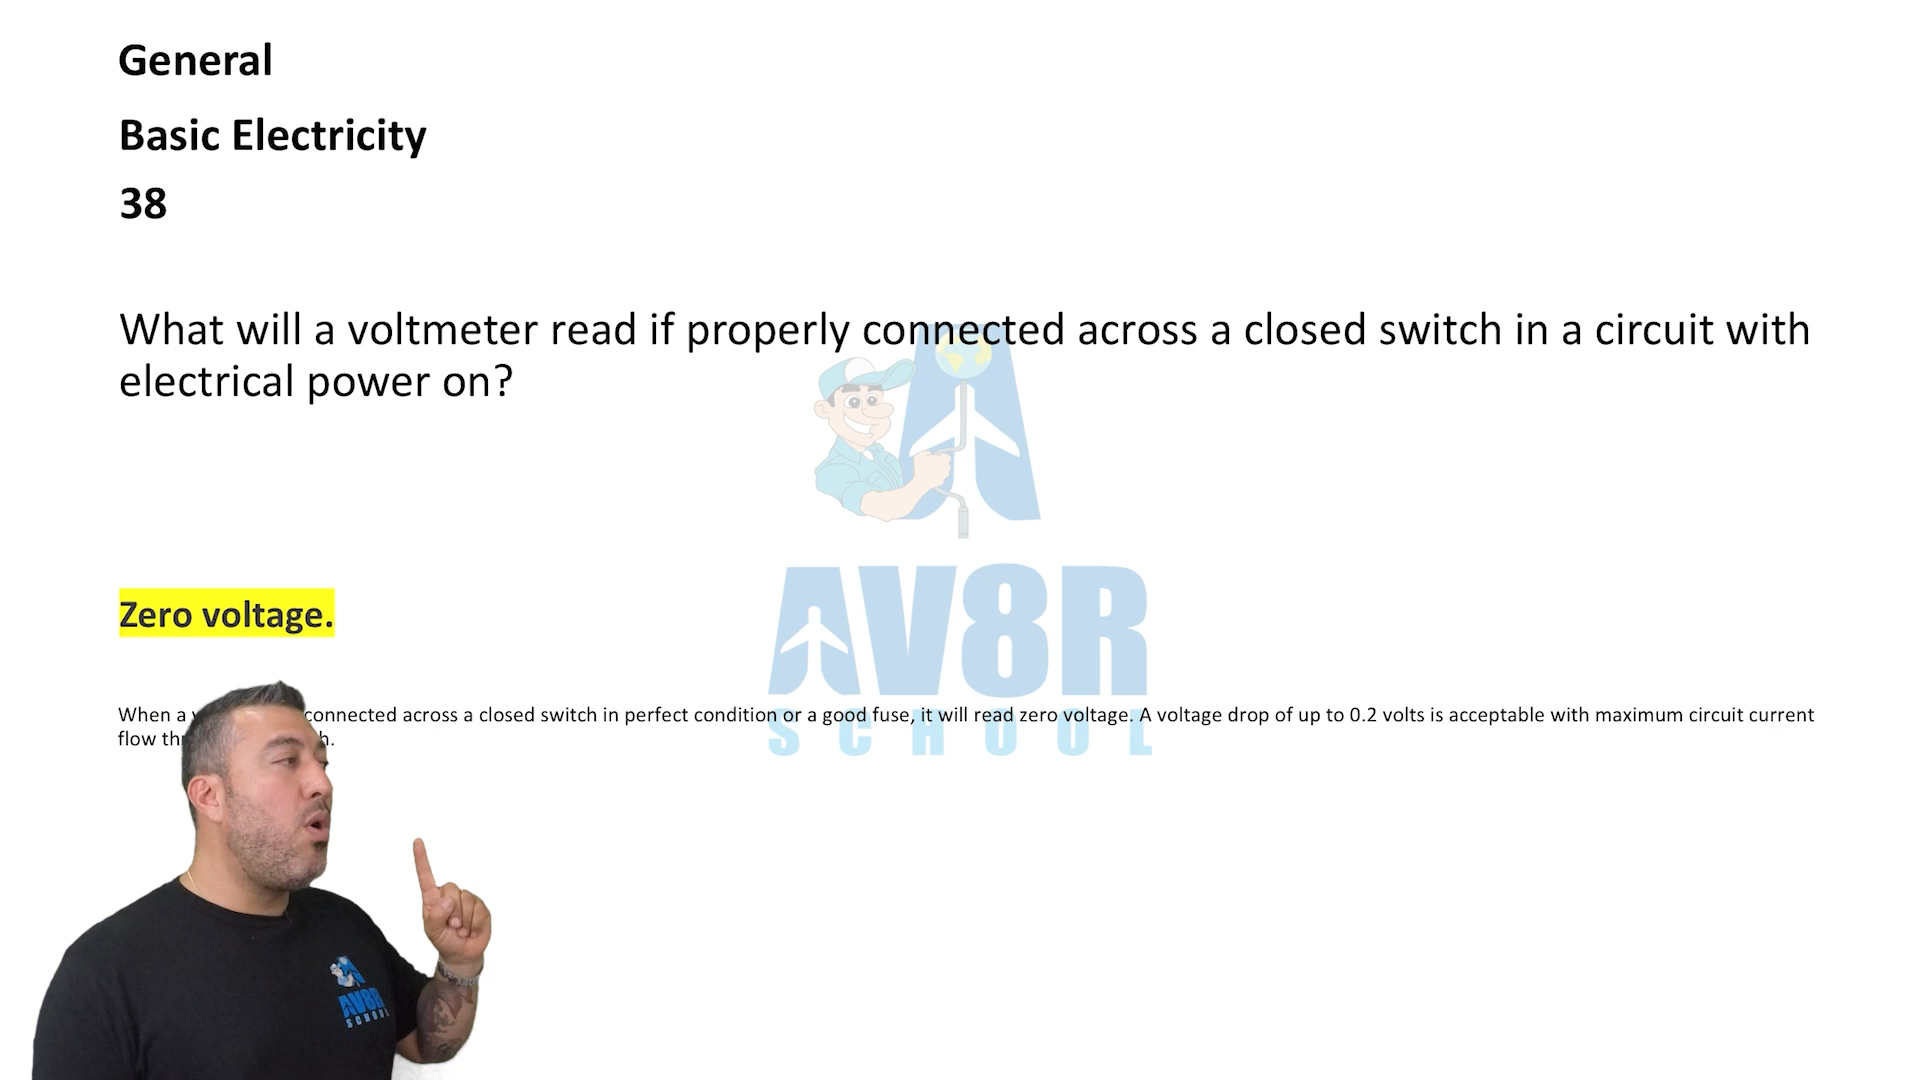 General
Basic Electricity
38
What will a voltmeter read if properly connected across a closed switch in a circuit with
electrical power on?
Zero voltage.
When a connected across a closed switch in perfect condition or a good fuse, it will read zero voltage. A voltage drop of up to 0.2 volts is acceptable with maximum circuit current
flow
AV8R
SCHOOL
AV8R
SCHOOL